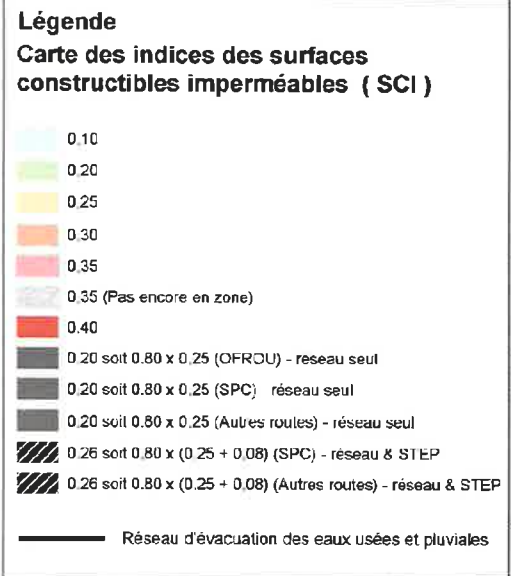 Légende
Carte des indices des surfaces
constructibles imperméables ( SCI )
0.10
0.20
0.25
0.30
0.35
0.35 (Pas encore en zone)
0.40
0.20 soit 0.80 x 0.25 (OFROU) - reseau seul
0.20 soit 0.80 x 0.25 (SPC) réseau seul
0.20 soit 0.80 x 0.25 (Autres routes) - réseau seul
0.26 soit 0.80 x (0.25 + 0.08) (SPC) - réseau & STEP
0.26 soit 0.80 x (0.25 + 0.08) (Autres routes) - réseau & STEP
Réseau d'évacuation des eaux usées et pluviales